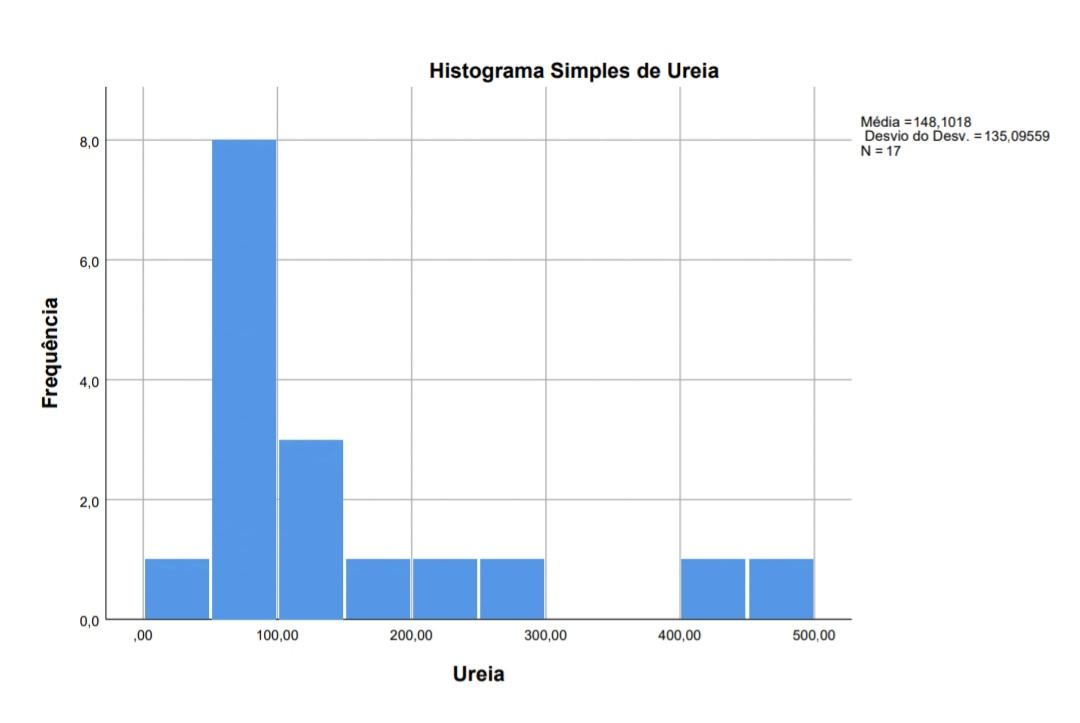 Histograma Simples de Ureia
Média =148,1018
Desvio do Desv. =135,09559
N = 17
Frequência
8,0
6,0
4,0
2,0
0,0
,00
100,00
200,00
300,00
400,00
500,00
Ureia